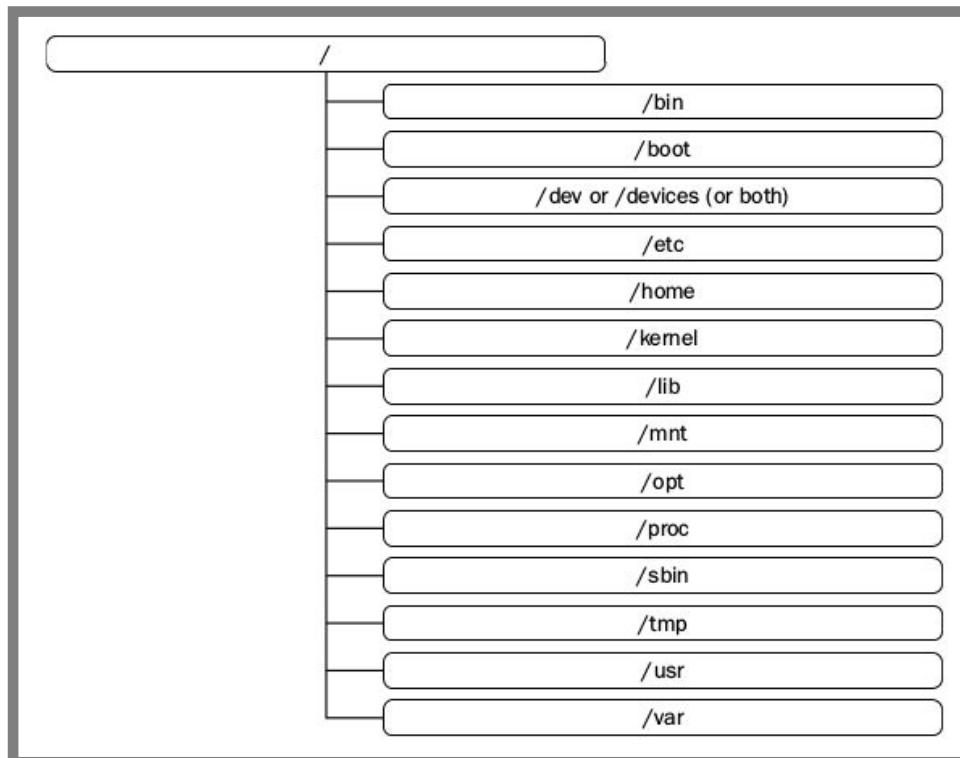 /
/bin
/boot
/dev or /devices (or both)
/etc
/home
/kernel
/lib
/mnt
/opt
/proc
/sbin
/tmp
/usr
/var